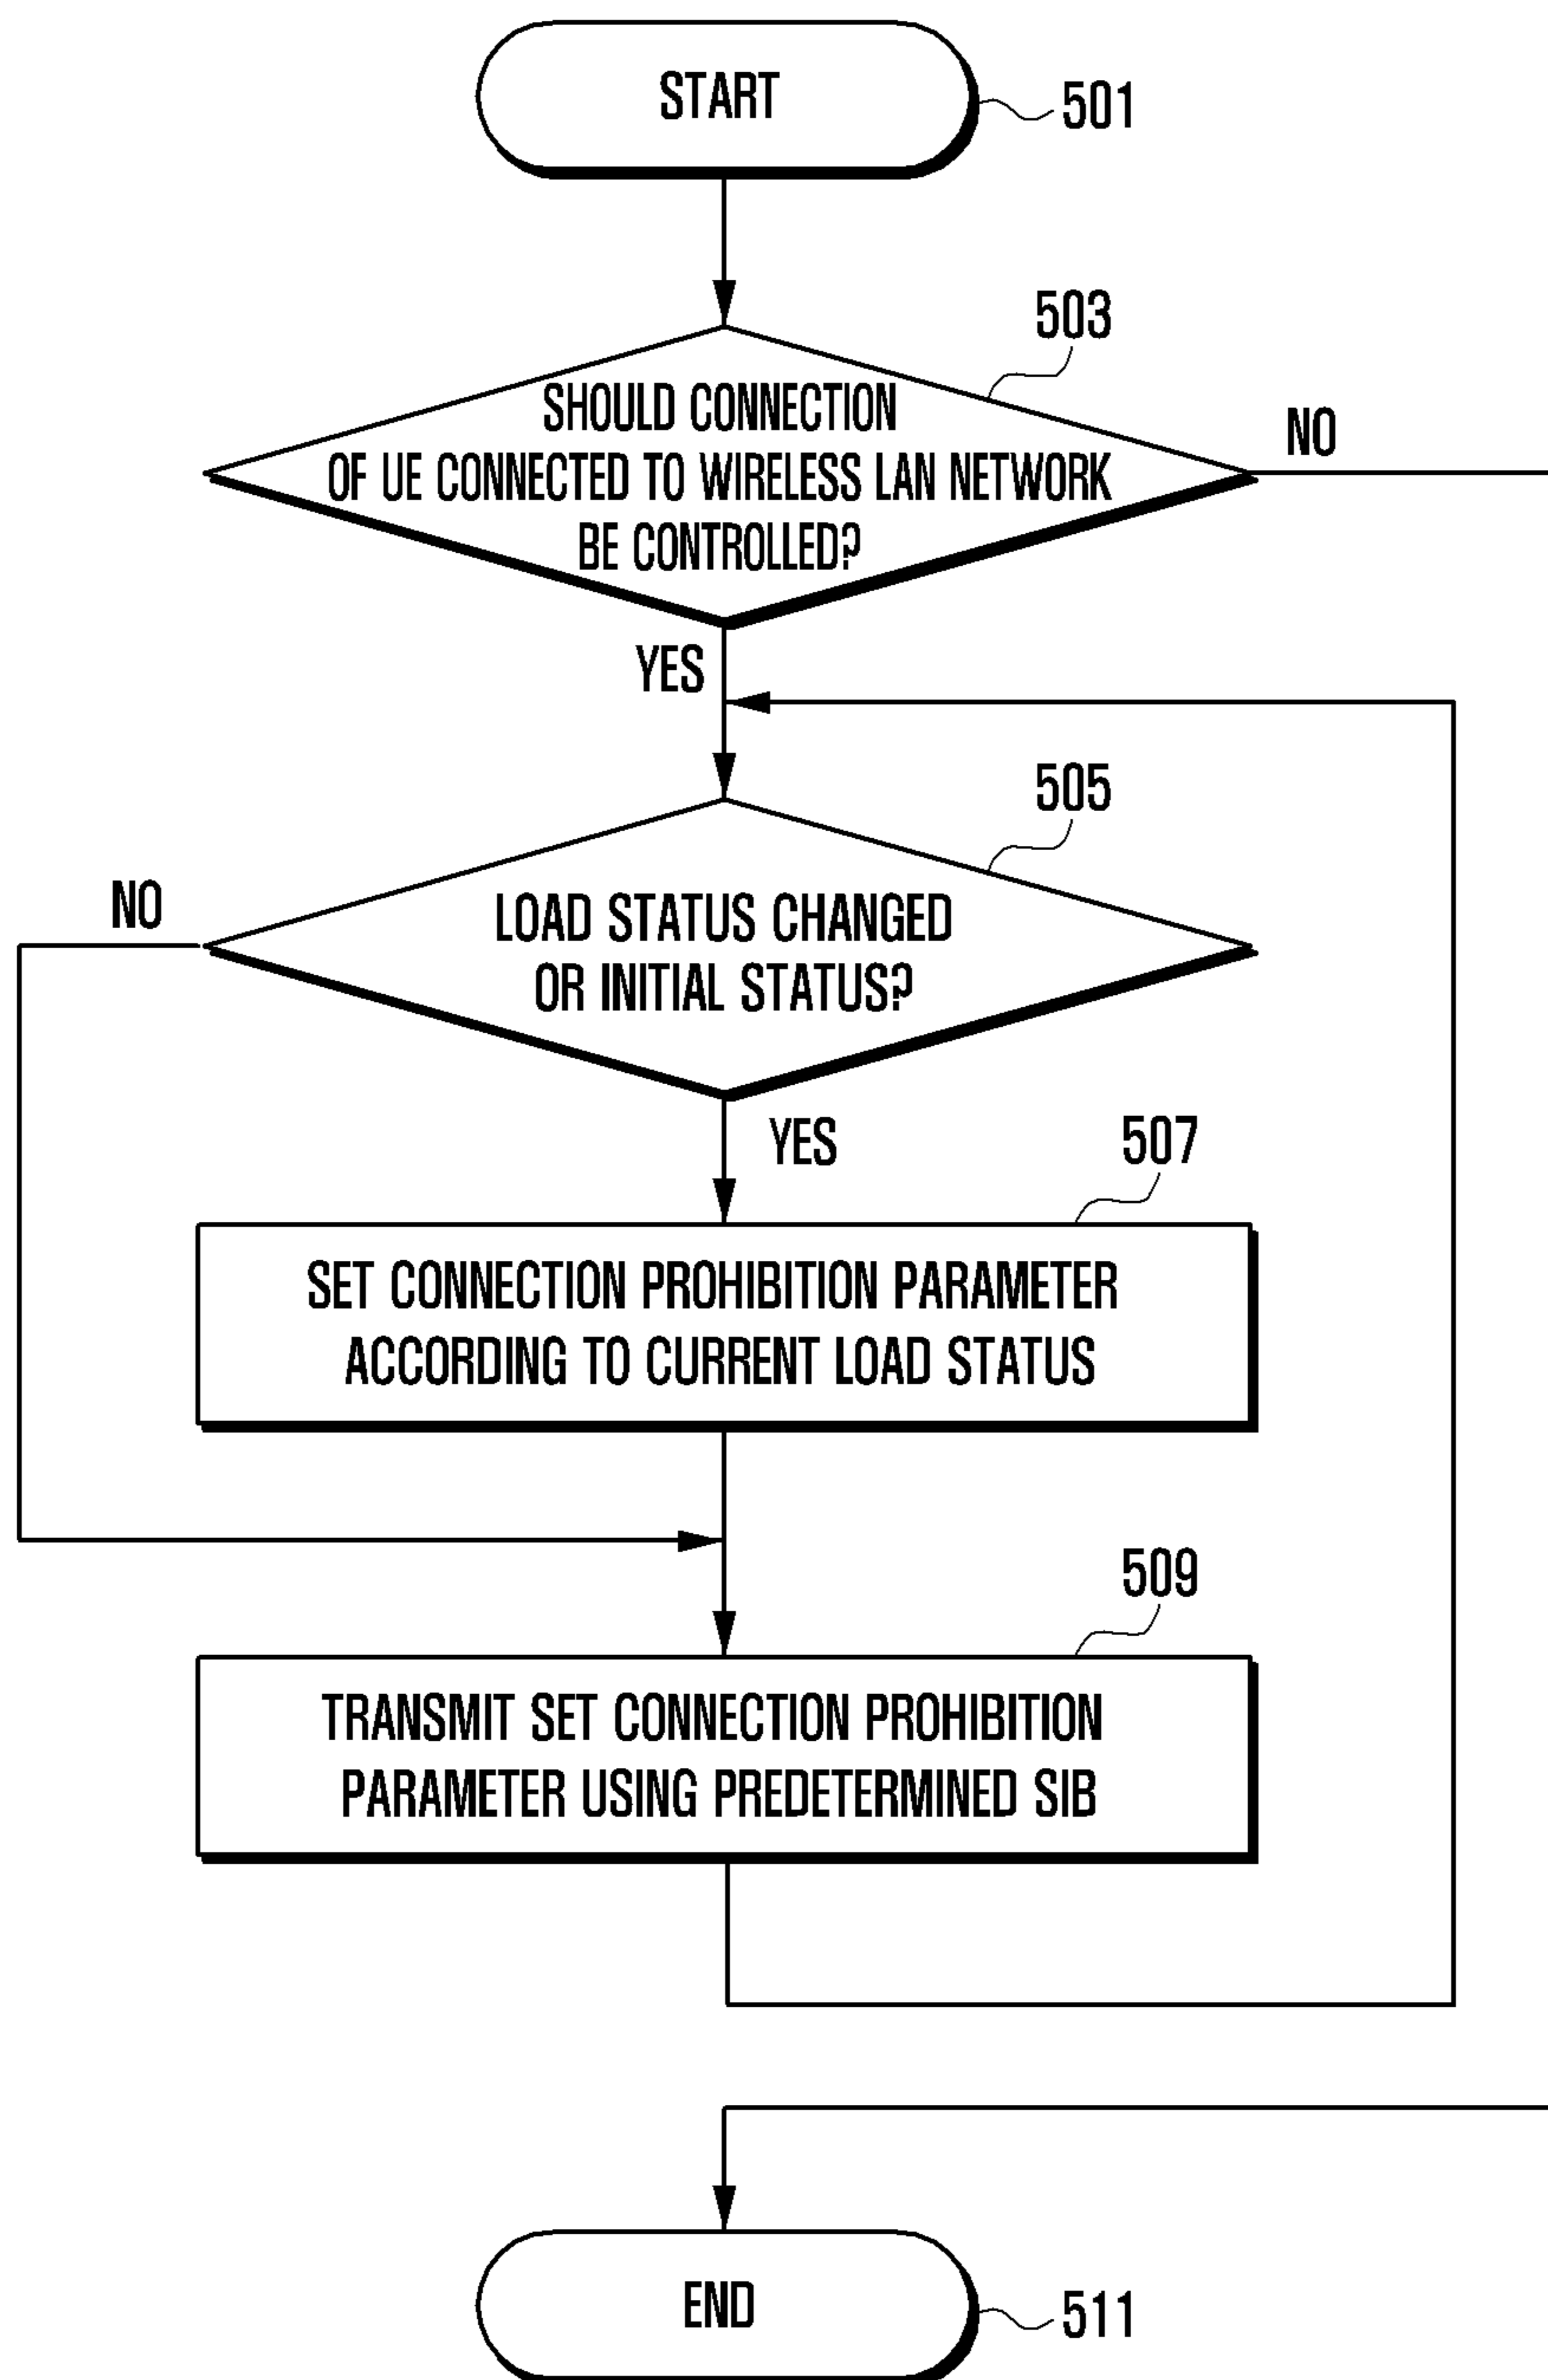 START
501
503
SHOULD CONNECTION
OF UE CONNECTED TO WIRELESS LAN NETWORK
BE CONTROLLED?
NO
YES
505
NO
LOAD STATUS CHANGED
OR INITIAL STATUS?
YES
507
SET CONNECTION PROHIBITION PARAMETER
ACCORDING TO CURRENT LOAD STATUS
509
TRANSMIT SET CONNECTION PROHIBITION
PARAMETER USING PREDETERMINED SIB
END
511